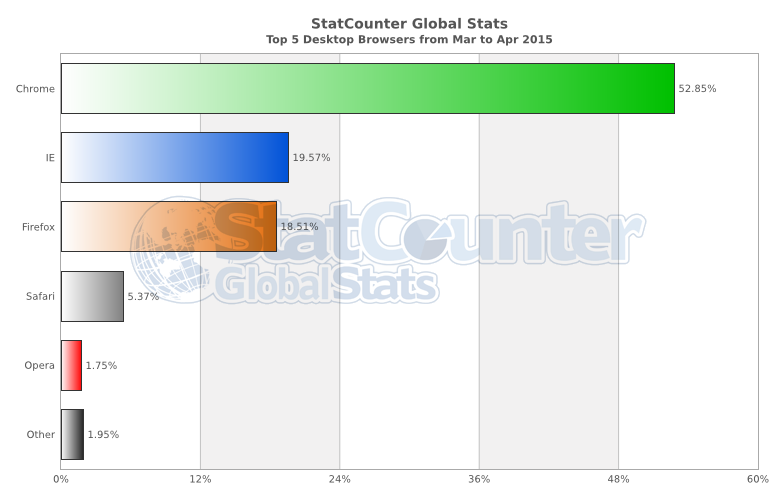 StatCounter Global Stats
Top 5 Desktop Browsers from Mar to Apr 2015
Chrome 52.85%
IE 19.57%
Firefox 18.51%
StatCounter
GlobalStats
Safari 5.37%
Opera 1.75%
Other 1.95%
0% 12% 24% 36% 48% 60%